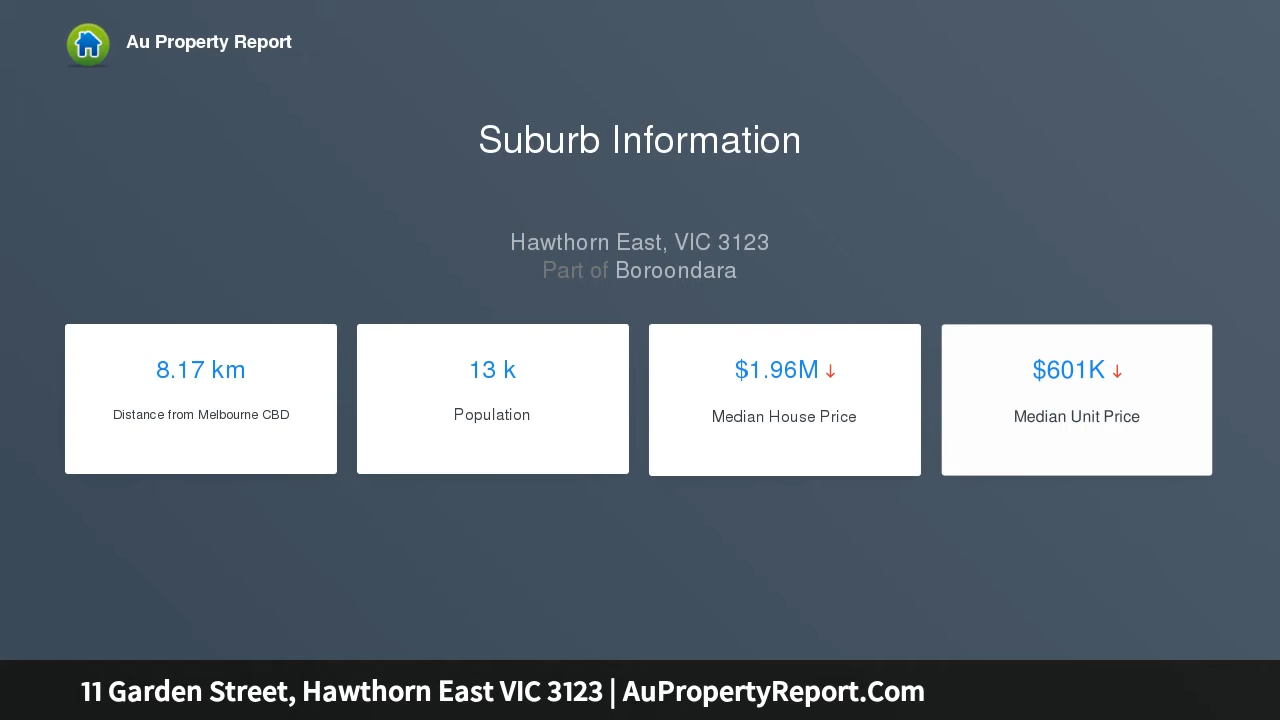 Au Property Report
Suburb Information
Hawthorn East, VIC 3123
Part of Boroondara
8.17 km
Distance from Melbourne CBD
13 k
Population
$1.96M ↓
Median House Price
$601K ↓
Median Unit Price
11 Garden Street, Hawthorn East VIC 3123 | AuPropertyReport.Com